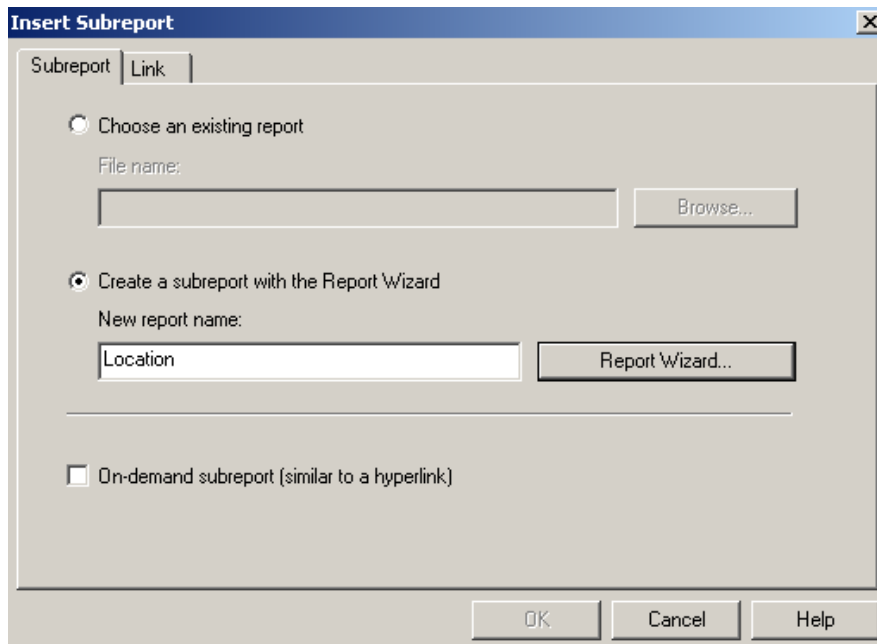 Insert Subreport
Subreport Link
Choose an existing report
File name:
Browse...
Create a subreport with the Report Wizard
New report name:
Location Report Wizard...
On-demand subreport (similar to a hyperlink)
OK Cancel Help